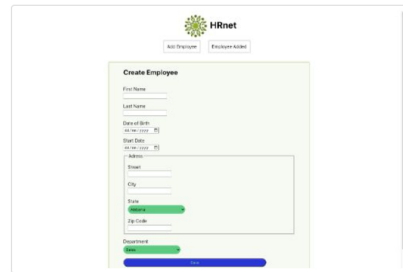 HRnet
Add Employee
Employee Added
Create Employee
First Name
Last Name
Date of Birth
Start Date
Street
City
State
Alabama
Zip Code
Department
Sales
Save